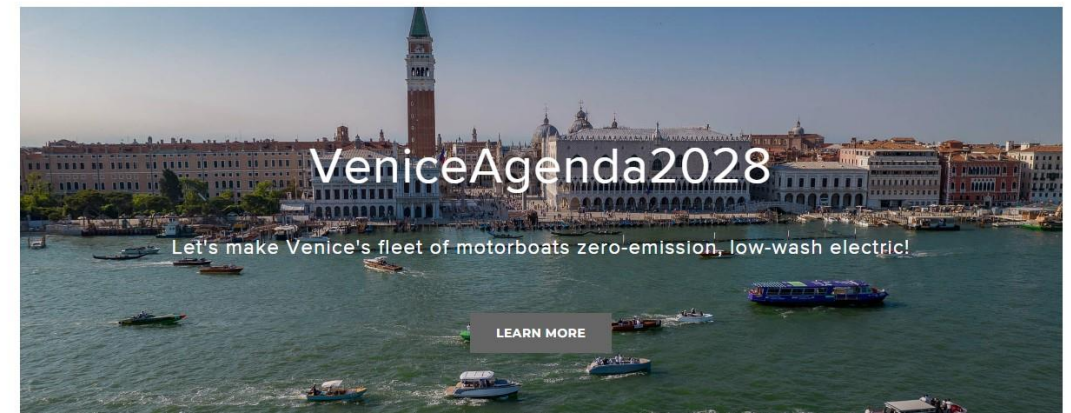 VeniceAgenda2028
Let's make Venice's fleet of motorboats zero-emission, low-wash electric!
LEARN MORE